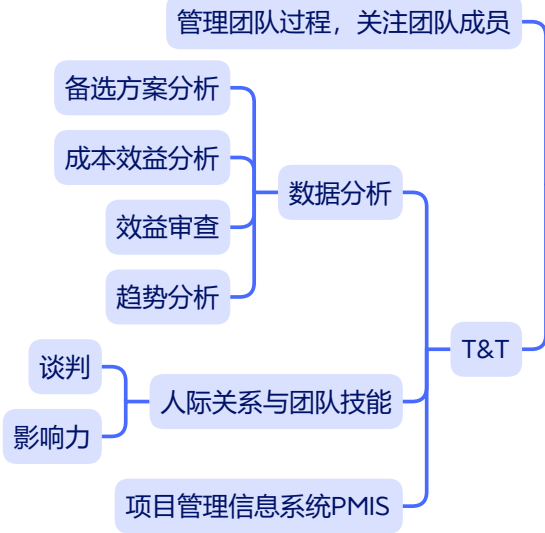 管理团队过程，关注团队成员
备选方案分析
成本效益分析
数据分析
效益审查
趋势分析
T&T
谈判
人际关系与团队技能
影响力
项目管理信息系统PMIS